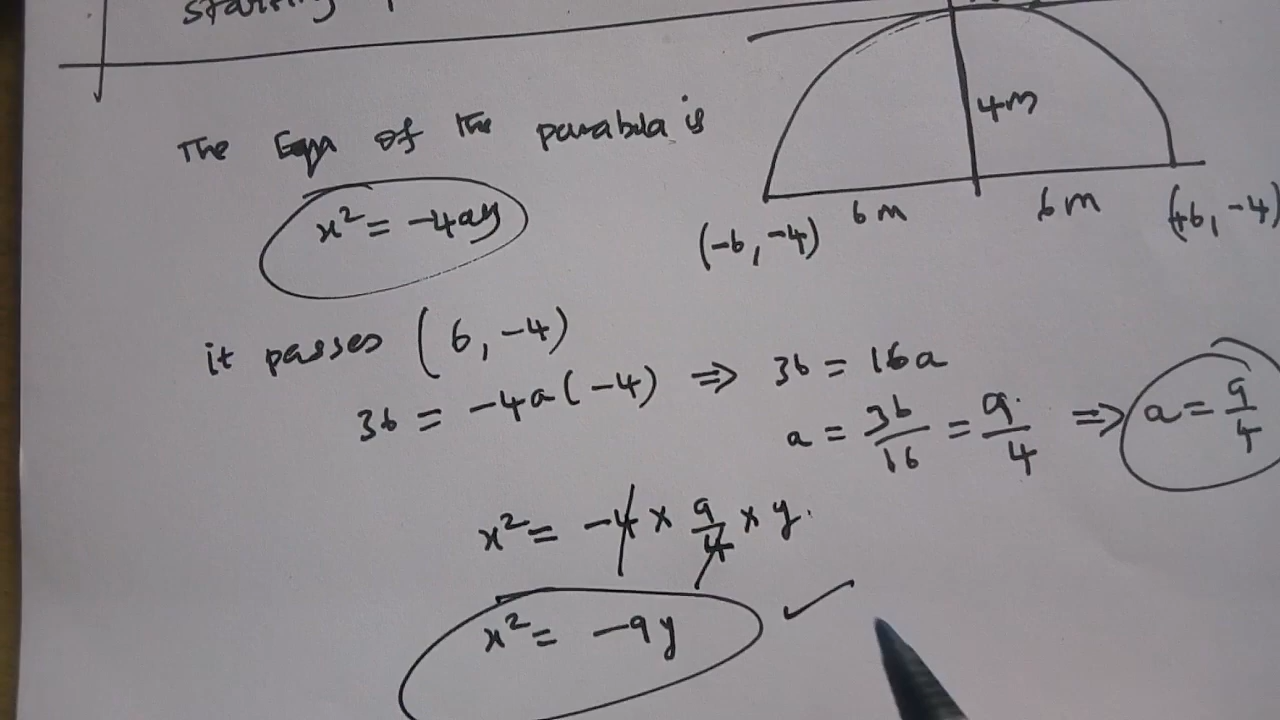 starting
4m
The Eqn of the parabola is
x² = -4ay
6m 6m
(-6, -4) (+6, -4)
it passes (6, -4)
36 = -4a(-4) ⇒ 36 = 16a
a = 36/16 = 9/4 ⇒ a = 9/4
x² = -4 × 9/4 × y.
x² = -9y ✓